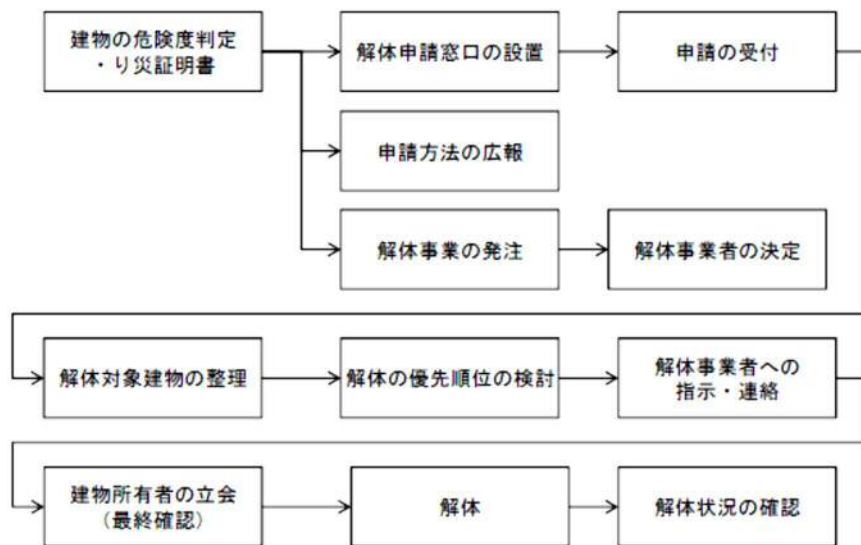 建物の危険度判定
・り災証明書
解体申請窓口の設置
申請の受付
申請方法の広報
解体事業の発注
解体事業者の決定
解体対象建物の整理
解体の優先順位の検討
解体事業者への
指示・連絡
建物所有者の立会
（最終確認）
解体
解体状況の確認